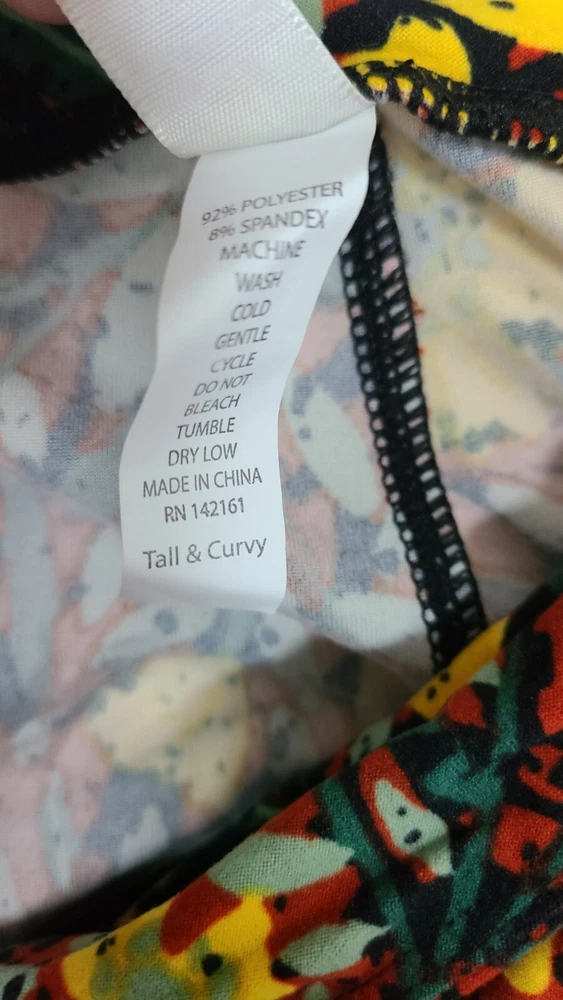 92% POLYESTER
8% SPANDEX
MACHINE
WASH
COLD
GENTLE
CYCLE
DO NOT
BLEACH
TUMBLE
DRY LOW
MADE IN CHINA
RN 142161
Tall & Curvy